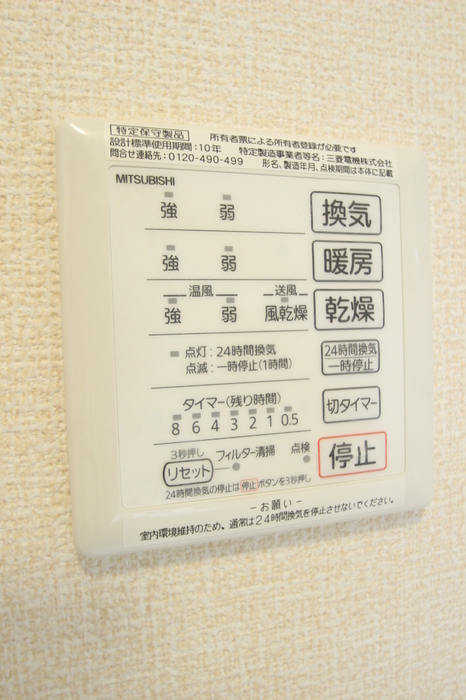 特定保守製品 所有者票による所有者登録が必要です
設計標準使用期間:10年 特定製造事業者等名:三菱電機株式会社
問合せ連絡先:0120-490-499 形名、製造年月、点検期間は本体に記載
MITSUBISHI
強 弱 換気
強 弱 暖房
温風 送風
強 弱 風乾燥 乾燥
点灯:24時間換気
点滅:一時停止(1時間)
24時間換気
一時停止
タイマー(残り時間)
8 6 4 3 2 1 0.5
切タイマー
3秒押し
リセット フィルター清掃 点検
停止
24時間換気の停止は停止ボタンを3秒押し
-お願い-
室内環境維持のため、通常は24時間換気を停止させないでください。